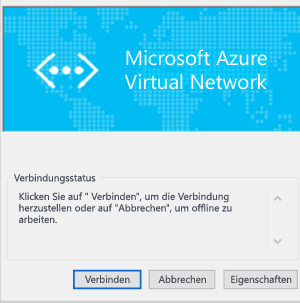 Microsoft Azure
Virtual Network
Verbindungsstatus
Klicken Sie auf " Verbinden", um die Verbindung
herzustellen oder auf "Abbrechen", um offline zu
arbeiten.
Verbinden
Abbrechen
Eigenschaften